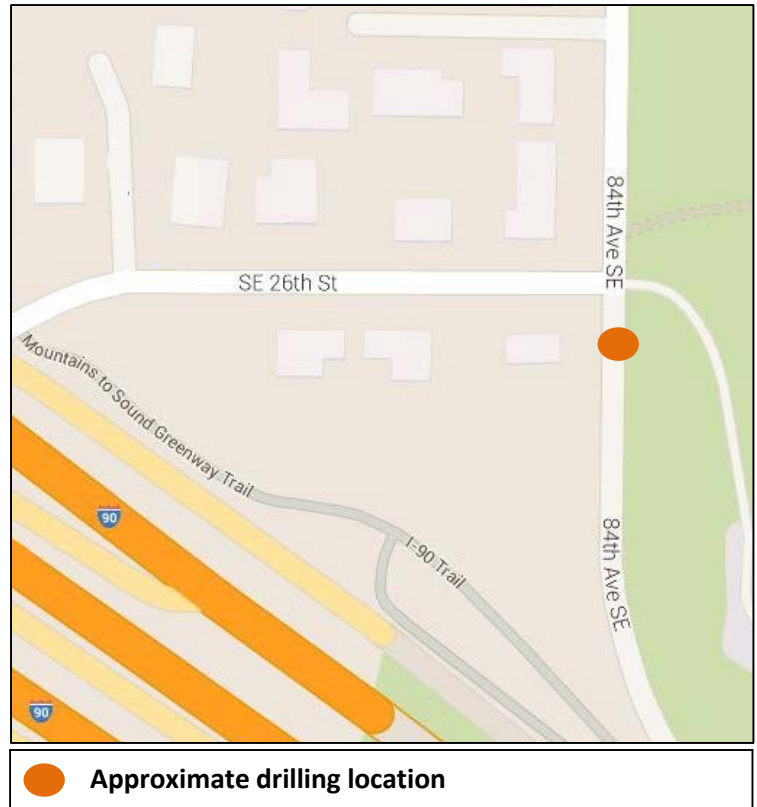 84th Ave SE
SE 26th St
Mountains to Sound Greenway Trail
90
I-90 Trail
84th Ave SE
90
Approximate drilling location